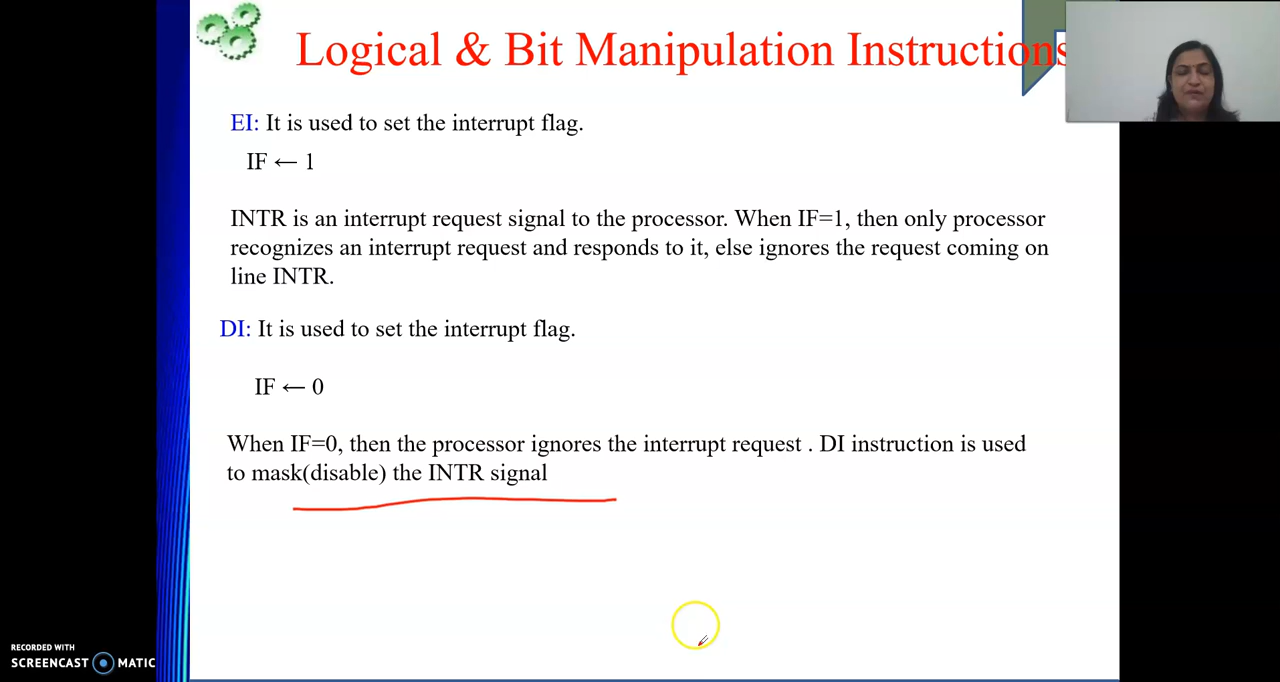 Logical & Bit Manipulation Instructions
EI: It is used to set the interrupt flag.
IF ← 1
INTR is an interrupt request signal to the processor. When IF=1, then only processor
recognizes an interrupt request and responds to it, else ignores the request coming on
line INTR.
DI: It is used to set the interrupt flag.
IF ← 0
When IF=0, then the processor ignores the interrupt request . DI instruction is used
to mask(disable) the INTR signal
RECORDED WITH
SCREENCAST MATIC